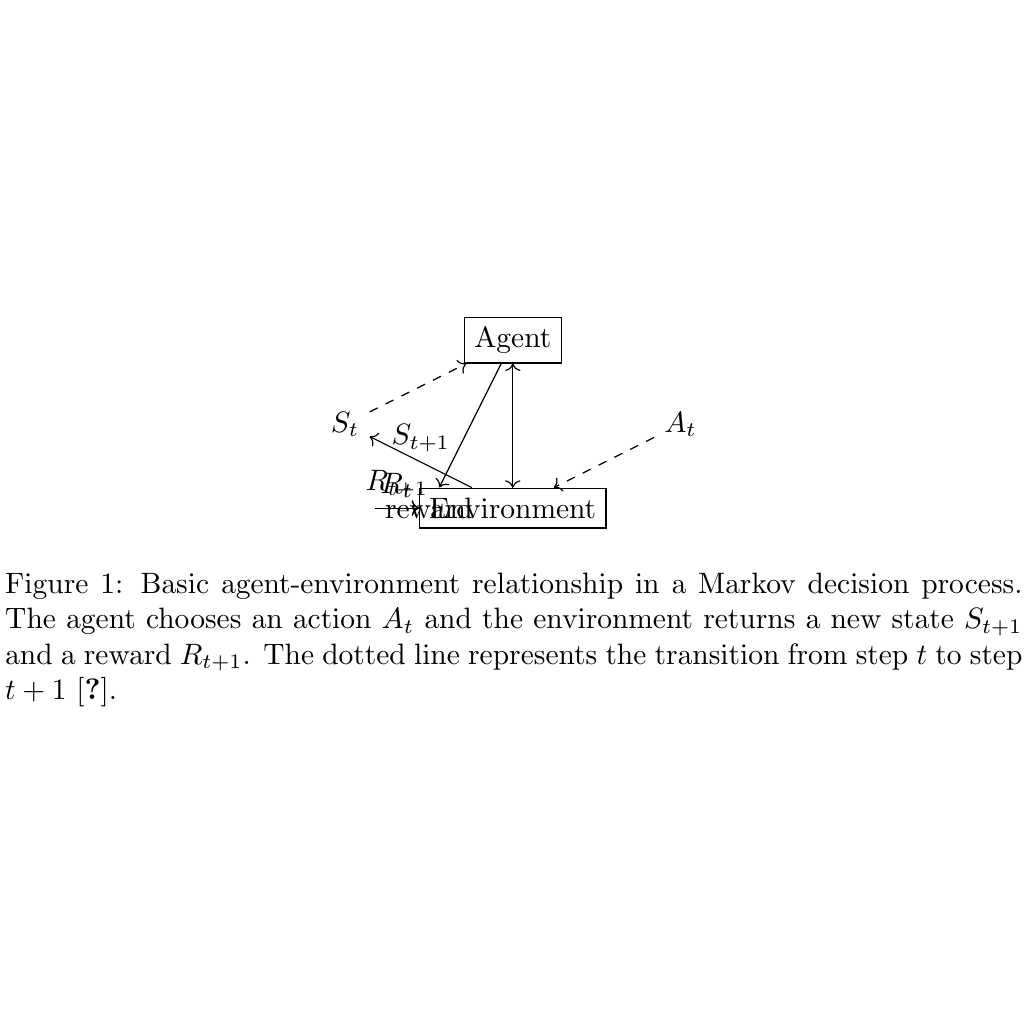 Agent
S_t
A_t
S_{t+1}
R_{t+1}
R_t
reward
Environment
Figure 1: Basic agent-environment relationship in a Markov decision process.
The agent chooses an action A_t and the environment returns a new state S_{t+1}
and a reward R_{t+1}. The dotted line represents the transition from step t to step
t + 1 [?].